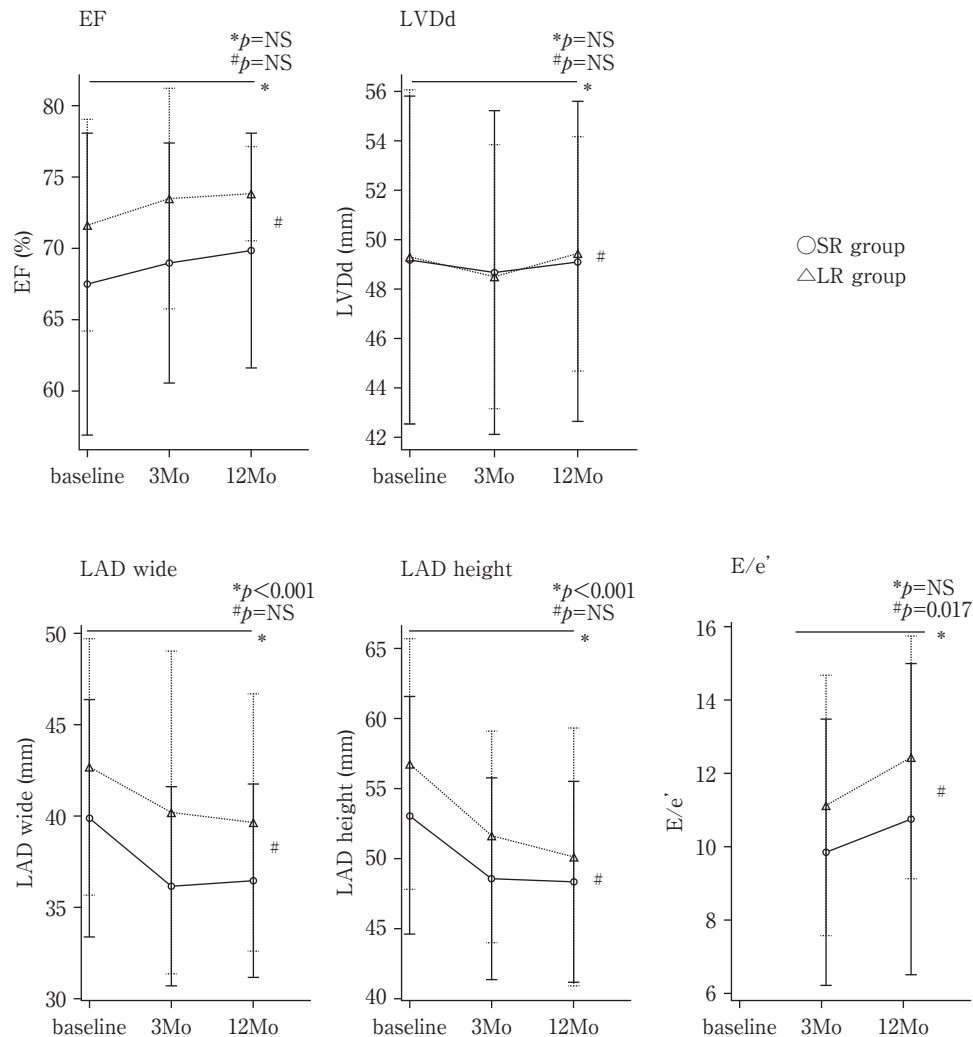 EF
*p=NS
#p=NS
*
80
75
70
65
60
EF (%)
#
baseline 3Mo 12Mo
LVDd
*p=NS
#p=NS
*
56
54
52
50
48
46
44
42
LVDd (mm)
#
baseline 3Mo 12Mo
○SR group
△LR group
LAD wide
*p<0.001
#p=NS
*
50
45
40
35
30
LAD wide (mm)
#
baseline 3Mo 12Mo
LAD height
*p<0.001
#p=NS
*
65
60
55
50
45
40
LAD height (mm)
#
baseline 3Mo 12Mo
E/e'
*p=NS
#p=0.017
*
16
14
12
10
8
6
E/e'
#
baseline 3Mo 12Mo